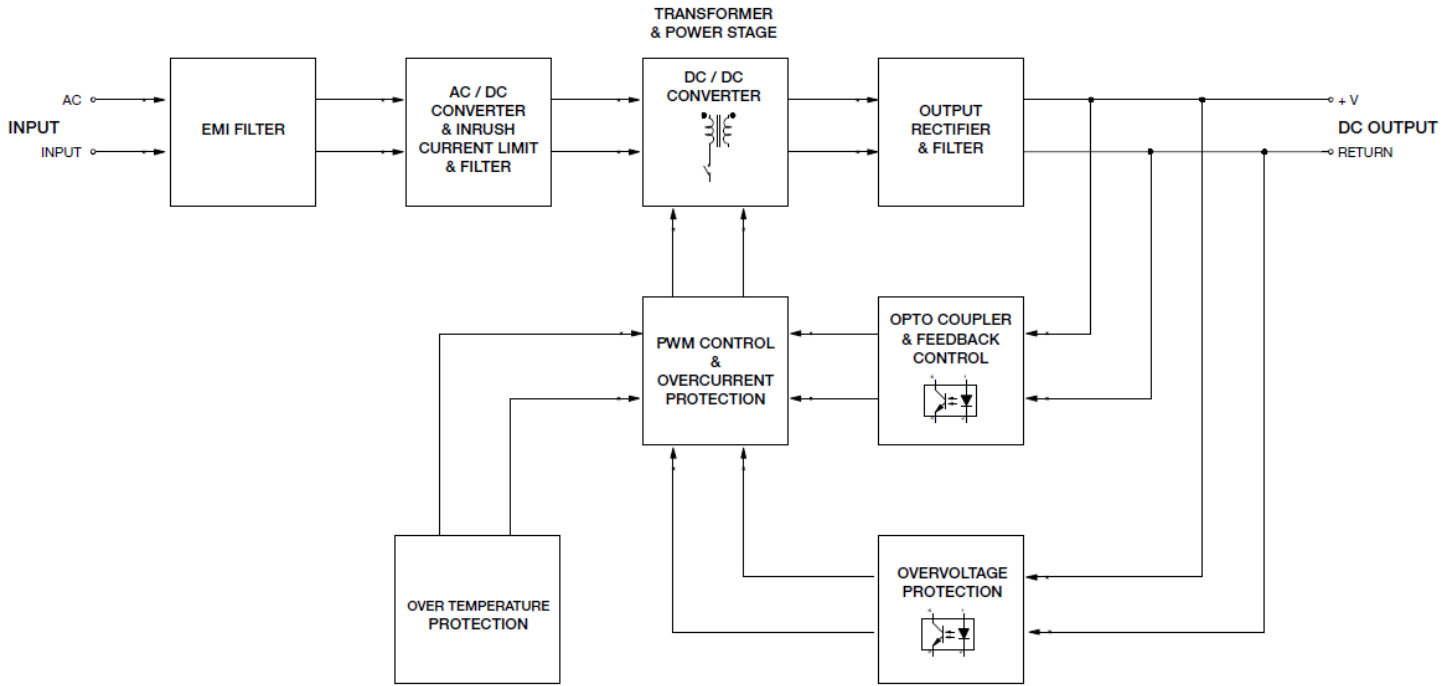 TRANSFORMER
& POWER STAGE
INPUT
AC
INPUT
EMI FILTER
AC / DC
CONVERTER
& INRUSH
CURRENT LIMIT
& FILTER
DC / DC
CONVERTER
OUTPUT
RECTIFIER
& FILTER
+ V
DC OUTPUT
RETURN
PWM CONTROL
&
OVERCURRENT
PROTECTION
OPTO COUPLER
& FEEDBACK
CONTROL
OVER TEMPERATURE
PROTECTION
OVERVOLTAGE
PROTECTION